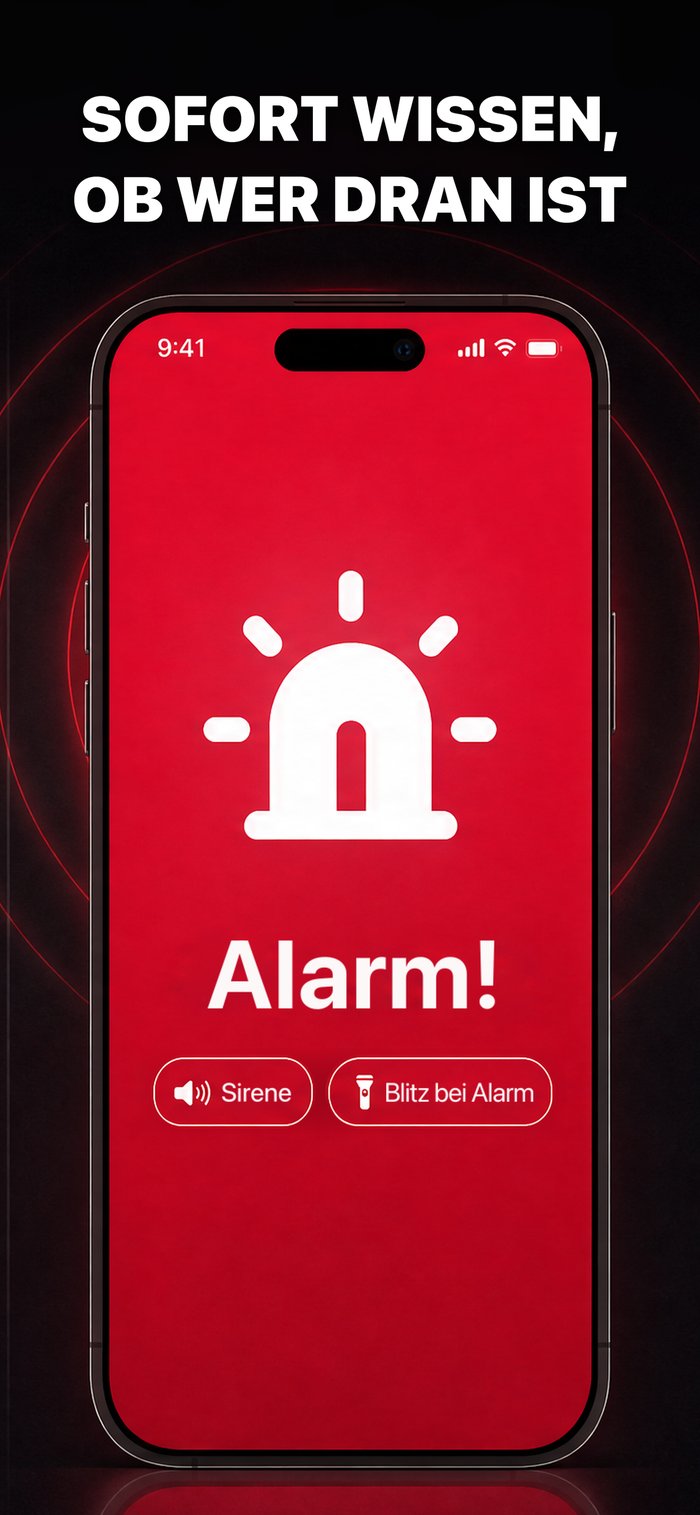 SOFORT WISSEN,
OB WER DRAN IST
9:41
Alarm!
Sirene
Blitz bei Alarm